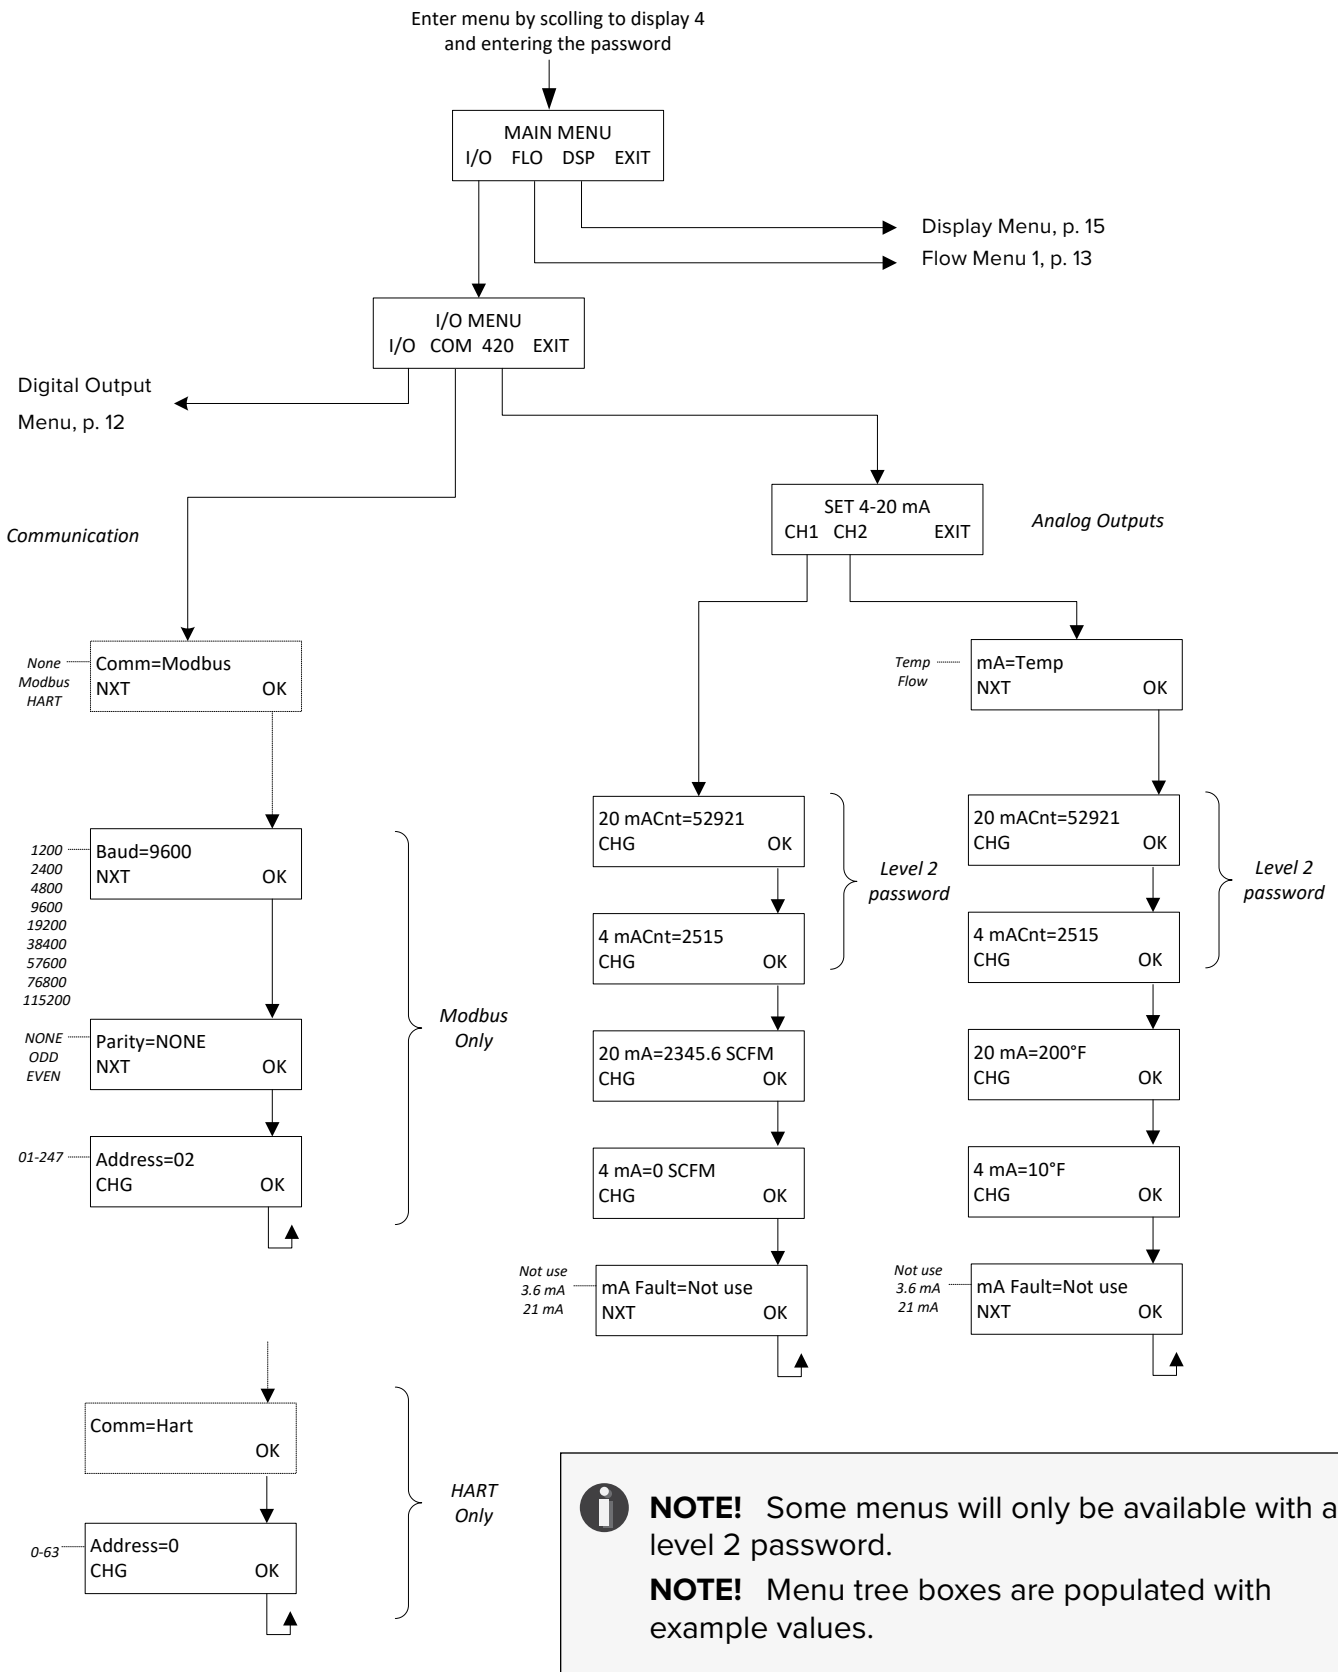 Enter menu by scolling to display 4
and entering the password
MAIN MENU
I/O FLO DSP EXIT
Display Menu, p. 15
Flow Menu 1, p. 13
I/O MENU
I/O COM 420 EXIT
Digital Output
Menu, p. 12
SET 4-20 mA
CH1 CH2 EXIT
Analog Outputs
Communication
None
Modbus
HART
Comm=Modbus
NXT OK
1200
2400
4800
9600
19200
38400
57600
76800
115200
Baud=9600
NXT OK
NONE
ODD
EVEN
Parity=NONE
NXT OK
01-247
Address=02
CHG OK
Modbus
Only
Comm=Hart
OK
0-63
Address=0
CHG OK
HART
Only
20 mACnt=52921
CHG OK
4 mACnt=2515
CHG OK
Level 2
password
20 mA=2345.6 SCFM
CHG OK
4 mA=0 SCFM
CHG OK
Not use
3.6 mA
21 mA
mA Fault=Not use
NXT OK
Temp
Flow
mA=Temp
NXT OK
20 mACnt=52921
CHG OK
4 mACnt=2515
CHG OK
Level 2
password
20 mA=200°F
CHG OK
4 mA=10°F
CHG OK
Not use
3.6 mA
21 mA
mA Fault=Not use
NXT OK
NOTE! Some menus will only be available with a
level 2 password.
NOTE! Menu tree boxes are populated with
example values.